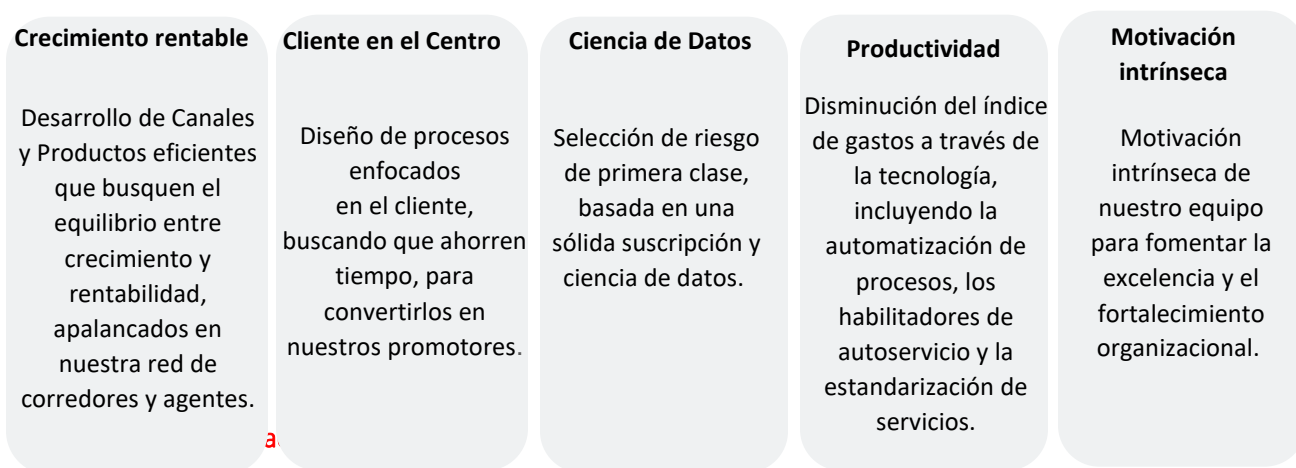 Crecimiento rentable
Desarrollo de Canales
y Productos eficientes
que busquen el
equilibrio entre
crecimiento y
rentabilidad,
apalancados en
nuestra red de
corredores y agentes.
Cliente en el Centro
Diseño de procesos
enfocados
en el cliente,
buscando que ahorren
tiempo, para
convertirlos en
nuestros promotores.
Ciencia de Datos
Selección de riesgo
de primera clase,
basada en una
sólida suscripción y
ciencia de datos.
Productividad
Disminución del índice
de gastos a través de
la tecnología,
incluyendo la
automatización de
procesos, los
habilitadores de
autoservicio y la
estandarización de
servicios.
Motivación
intrínseca
Motivación
intrínseca de
nuestro equipo
para fomentar la
excelencia y el
fortalecimiento
organizacional.